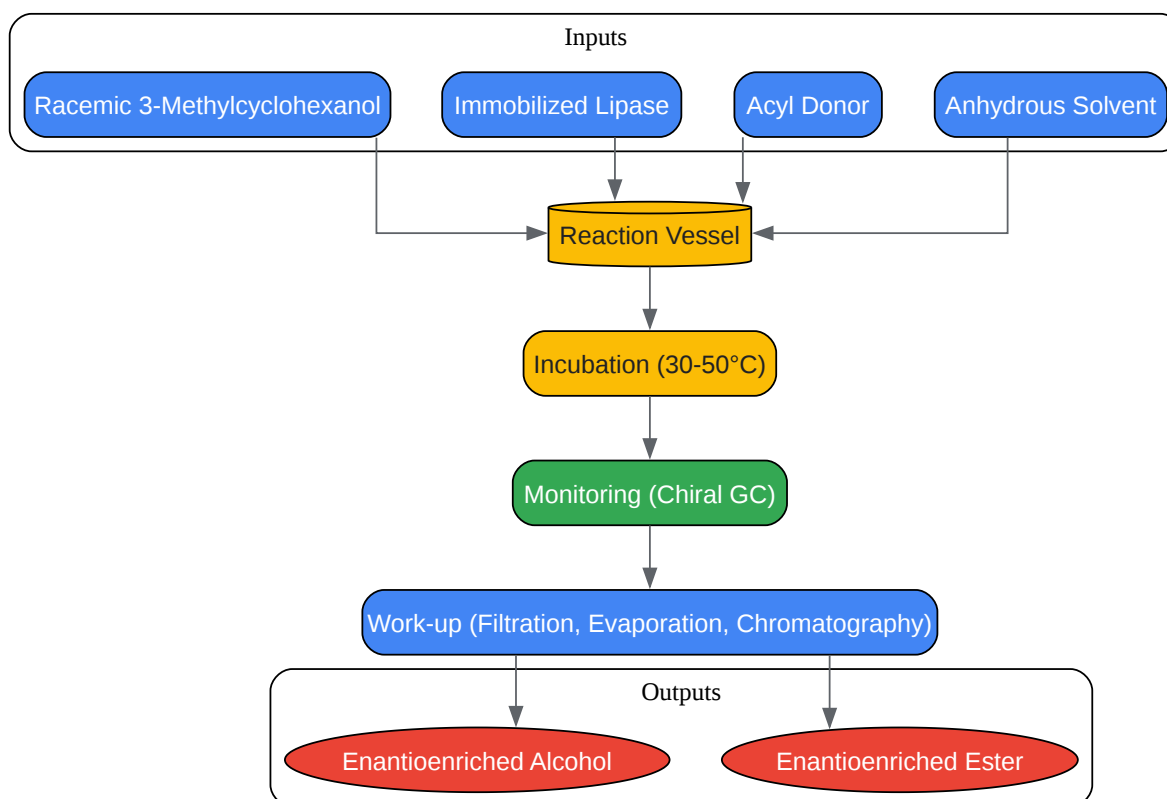 Inputs
Racemic 3-Methylcyclohexanol
Immobilized Lipase
Acyl Donor
Anhydrous Solvent
Reaction Vessel
Incubation (30-50°C)
Monitoring (Chiral GC)
Work-up (Filtration, Evaporation, Chromatography)
Outputs
Enantioenriched Alcohol
Enantioenriched Ester